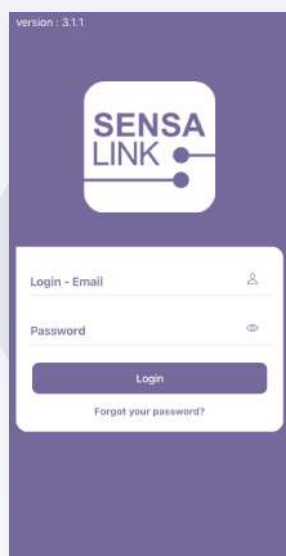 version : 3.1.1
SENSA
LINK
Login - Email
Password
Login
Forgot your password?